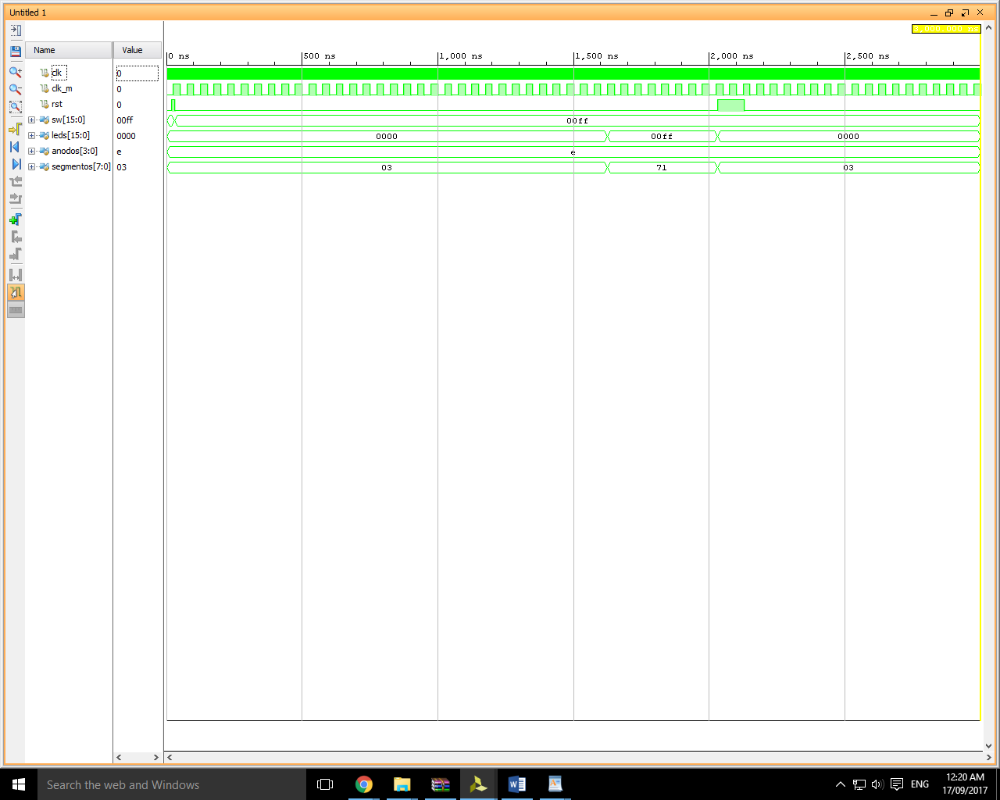 Untitled 1
Name Value
0 ns 500 ns 1,000 ns 1,500 ns 2,000 ns 2,500 ns
clk 0
clk_m 0
rst 0
sw[15:0] 00ff 00ff
leds[15:0] 0000 0000 00ff 0000
anodos[3:0] e e
segmentos[7:0] 03 03 71 03
Search the web and Windows
ENG
12:20 AM
17/09/2017